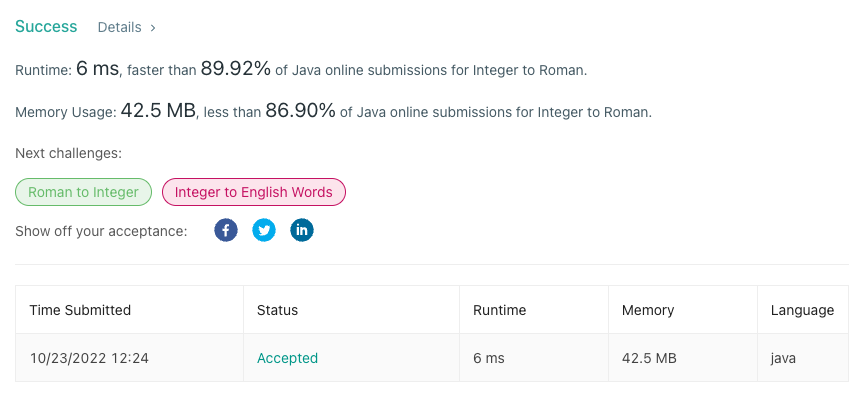 Success Details ›
Runtime: 6 ms, faster than 89.92% of Java online submissions for Integer to Roman.
Memory Usage: 42.5 MB, less than 86.90% of Java online submissions for Integer to Roman.
Next challenges:
Roman to Integer Integer to English Words
Show off your acceptance: f in
Time Submitted Status Runtime Memory Language
10/23/2022 12:24 Accepted 6 ms 42.5 MB java